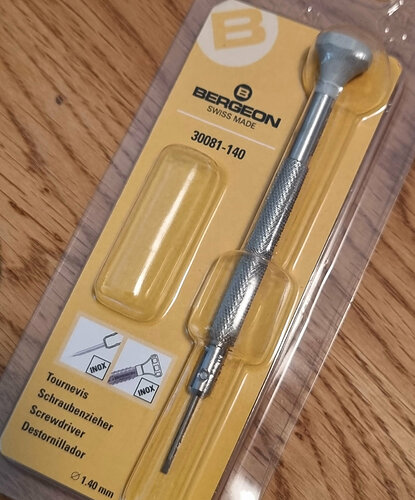 B
B
BERGEON
SWISS MADE
30081-140
INOX
INOX
Tournevis
Schraubenzieher
Screwdriver
Destornillador
Ø 1,40 mm